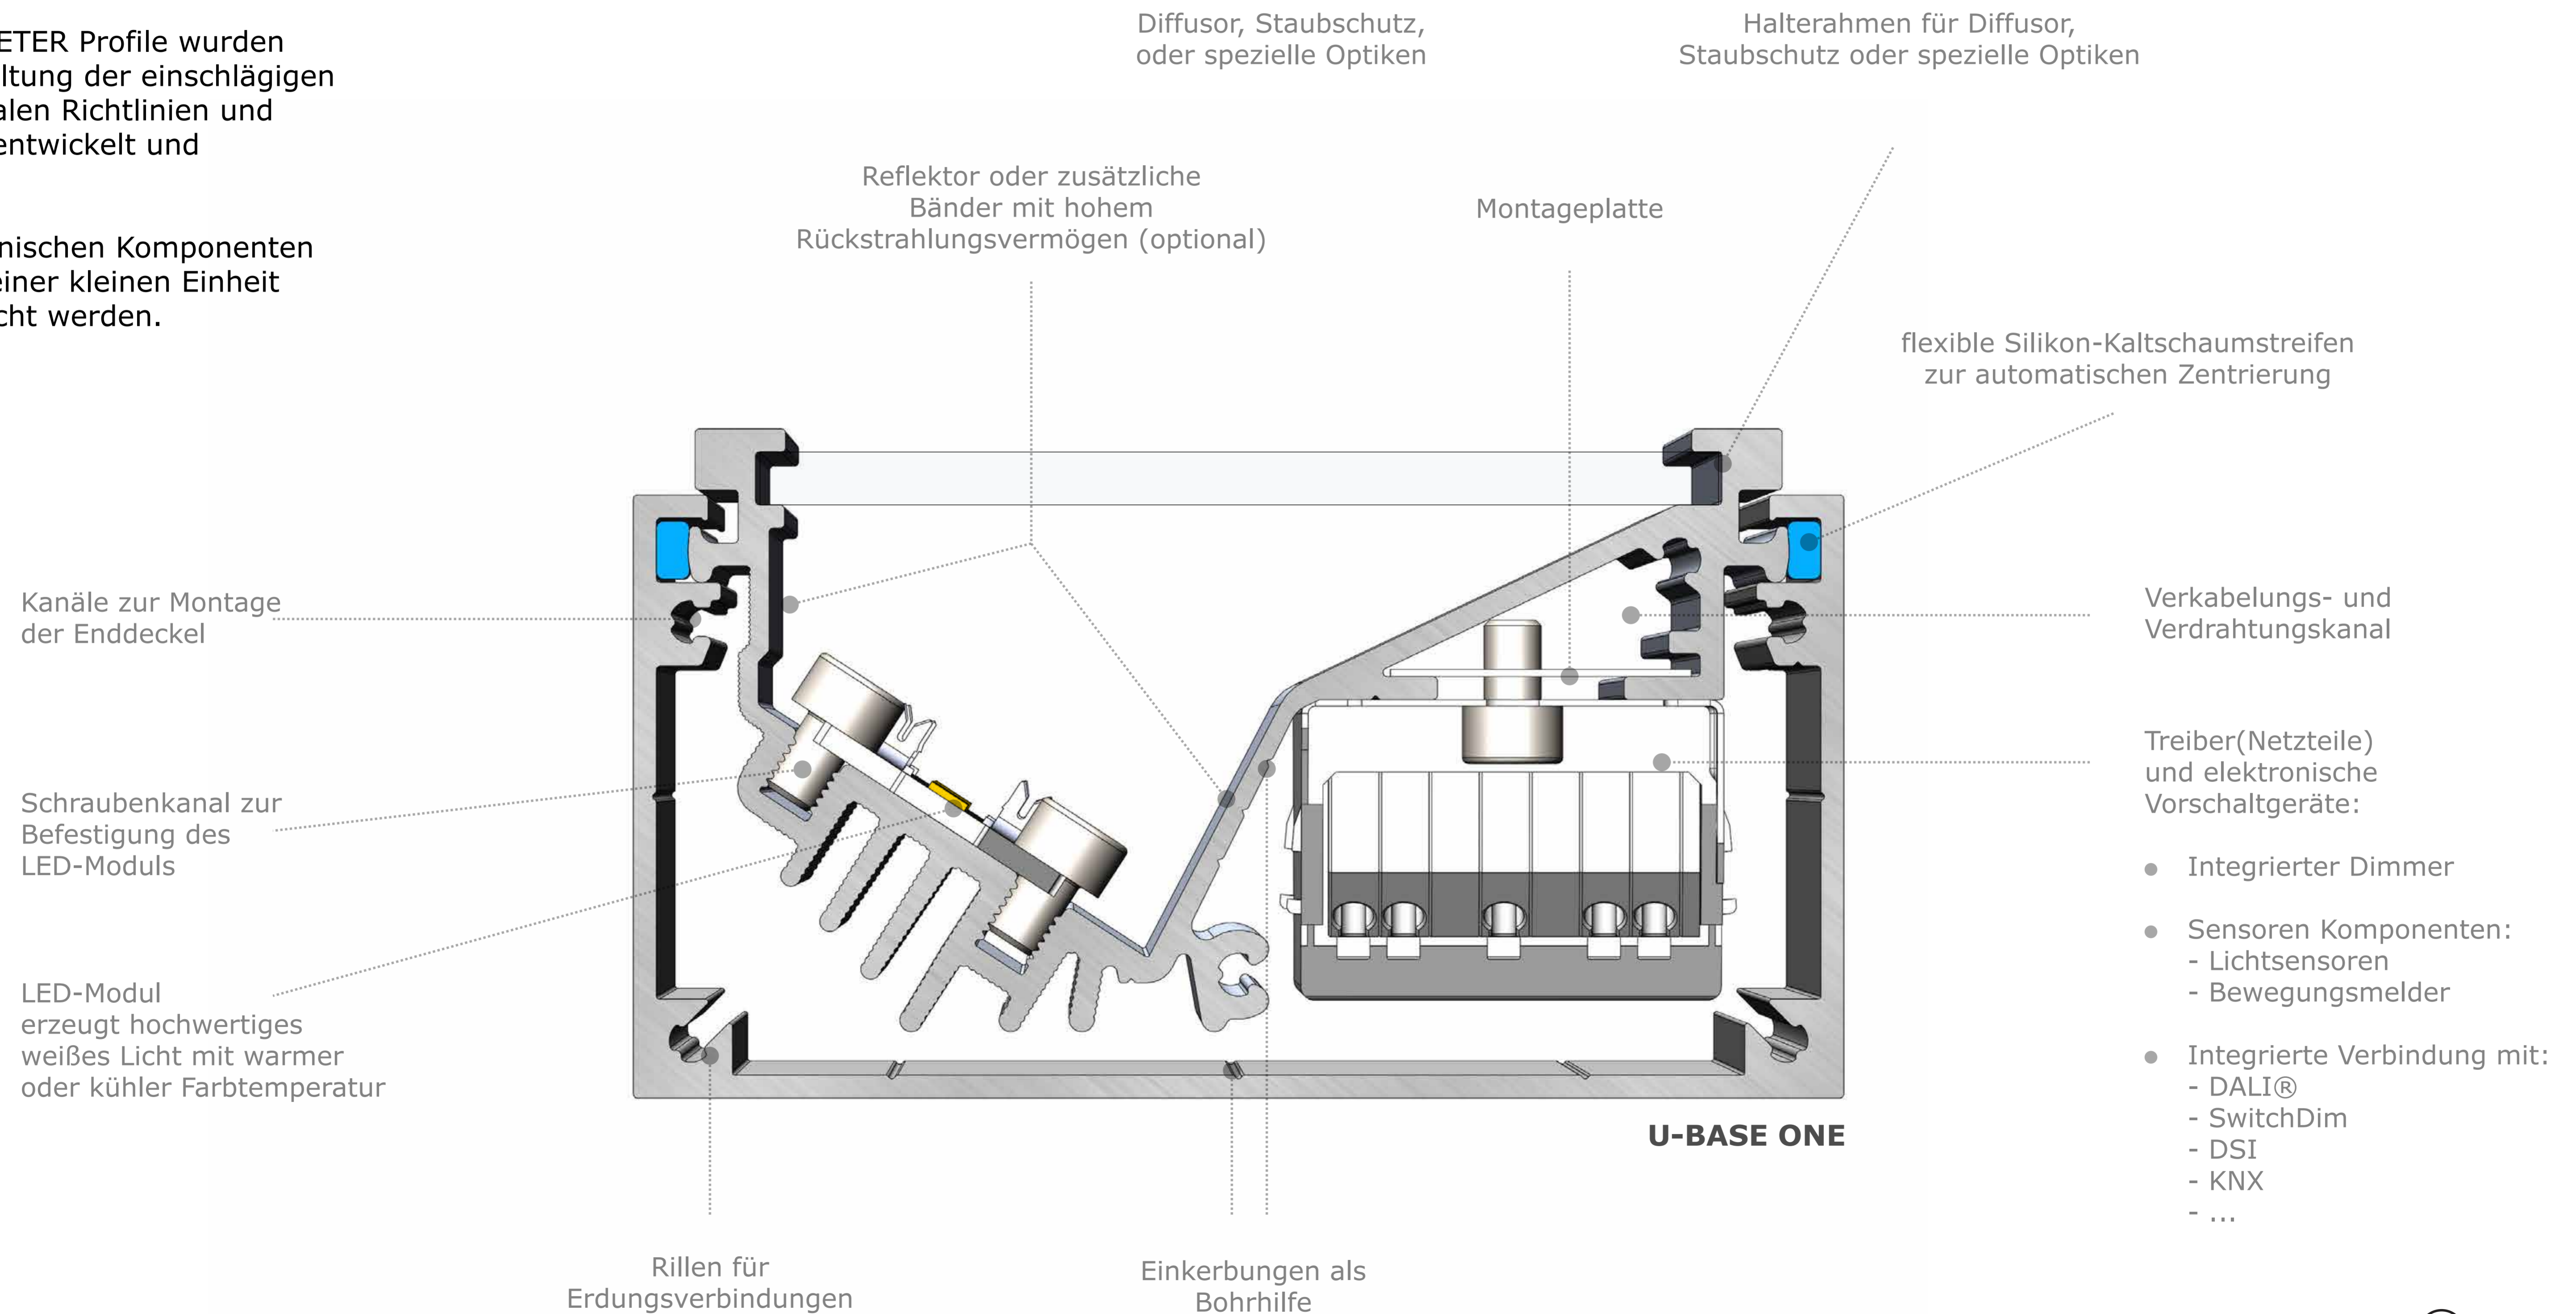 ETER Profile wurden
ltung der einschlägigen
alen Richtlinien und
entwickelt und
nischen Komponenten
einer kleinen Einheit
cht werden.
Diffusor, Staubschutz,
oder spezielle Optiken
Halterahmen für Diffusor,
Staubschutz oder spezielle Optiken
Reflektor oder zusätzliche
Bänder mit hohem
Rückstrahlungsvermögen (optional)
Montageplatte
flexible Silikon-Kaltschaumstreifen
zur automatischen Zentrierung
Kanäle zur Montage
der Enddeckel
Schraubenkanal zur
Befestigung des
LED-Moduls
LED-Modul
erzeugt hochwertiges
weißes Licht mit warmer
oder kühler Farbtemperatur
Verkabelungs- und
Verdrahtungskanal
Treiber(Netzteile)
und elektronische
Vorschaltgeräte:
● Integrierter Dimmer
● Sensoren Komponenten:
- Lichtsensoren
- Bewegungsmelder
● Integrierte Verbindung mit:
- DALI®
- SwitchDim
- DSI
- KNX
- ...
U-BASE ONE
Rillen für
Erdungsverbindungen
Einkerbungen als
Bohrhilfe